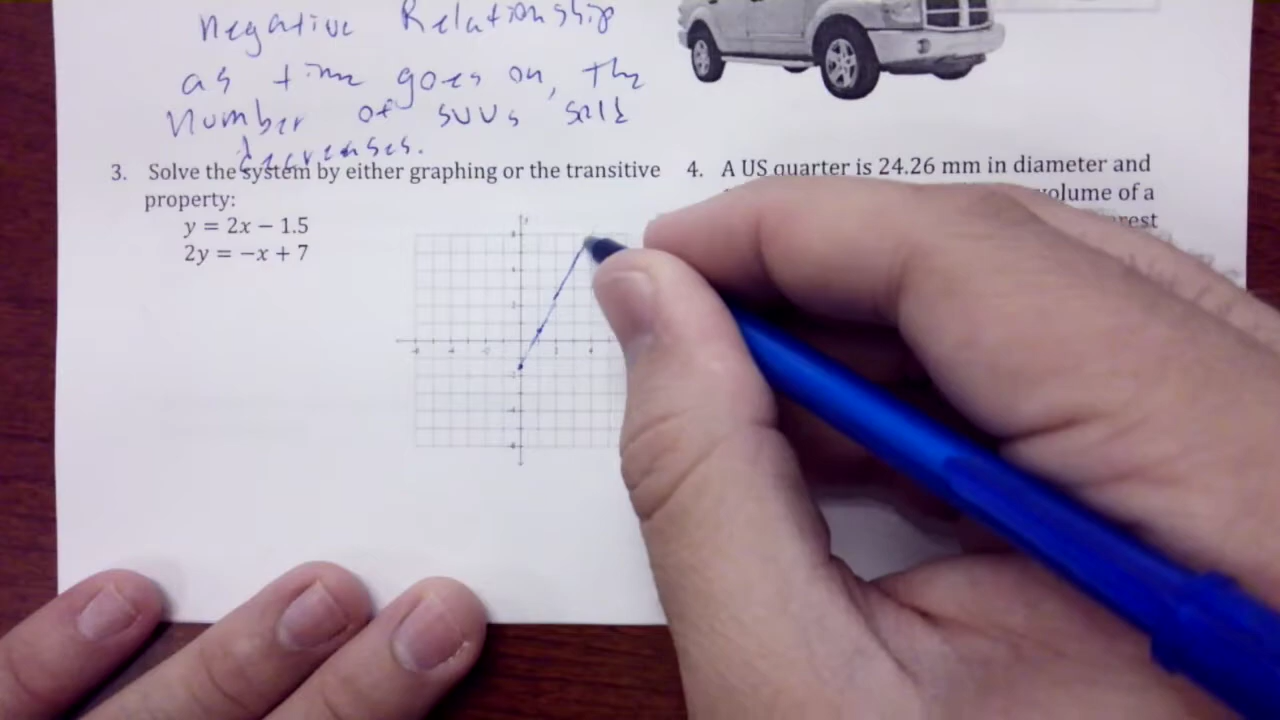 Negative Relationship
as time goes on, the
Number of SUVs sold
decreases.
3. Solve the system by either graphing or the transitive
property:
y = 2x − 1.5
2y = −x + 7
4. A US quarter is 24.26 mm in diameter and
volume of a